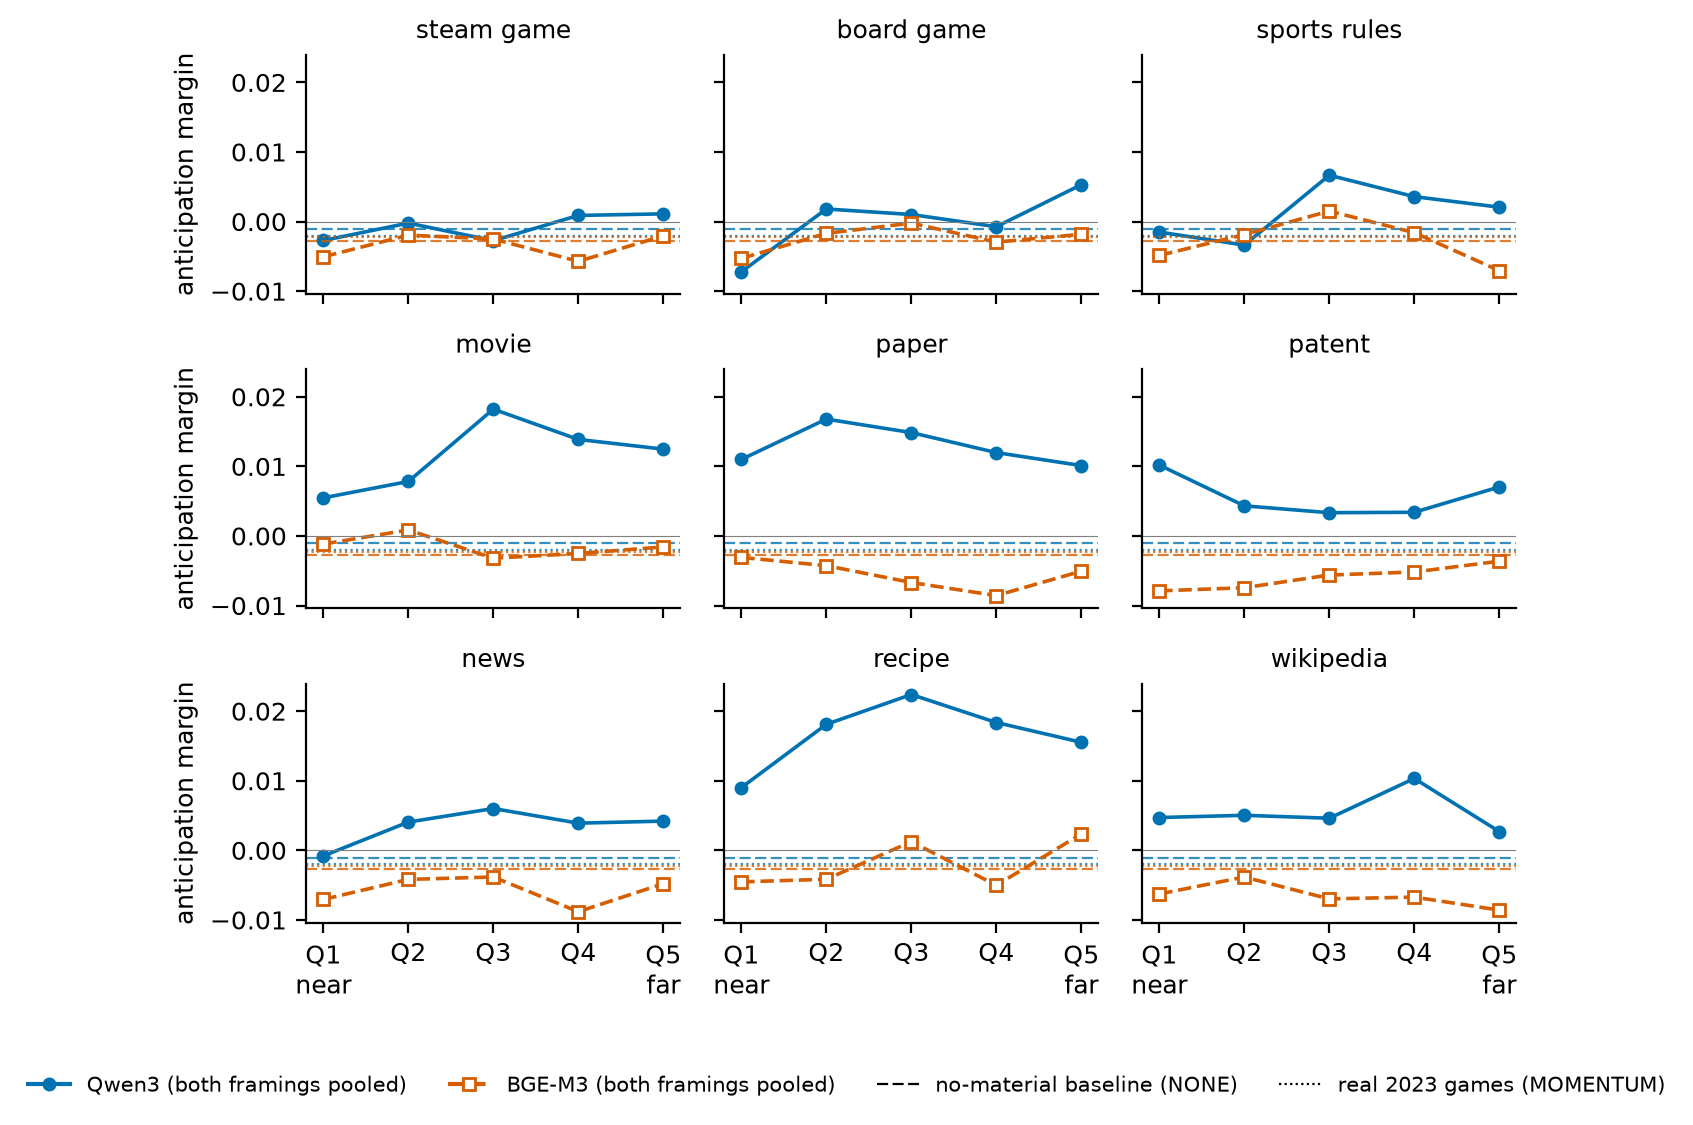 steam game
board game
sports rules
anticipation margin
0.02
0.01
0.00
−0.01
movie
paper
patent
anticipation margin
0.02
0.01
0.00
−0.01
news
recipe
wikipedia
anticipation margin
0.02
0.01
0.00
−0.01
Q1 Q2 Q3 Q4 Q5
near far
Q1 Q2 Q3 Q4 Q5
near far
Q1 Q2 Q3 Q4 Q5
near far
Qwen3 (both framings pooled)
BGE-M3 (both framings pooled)
no-material baseline (NONE)
real 2023 games (MOMENTUM)